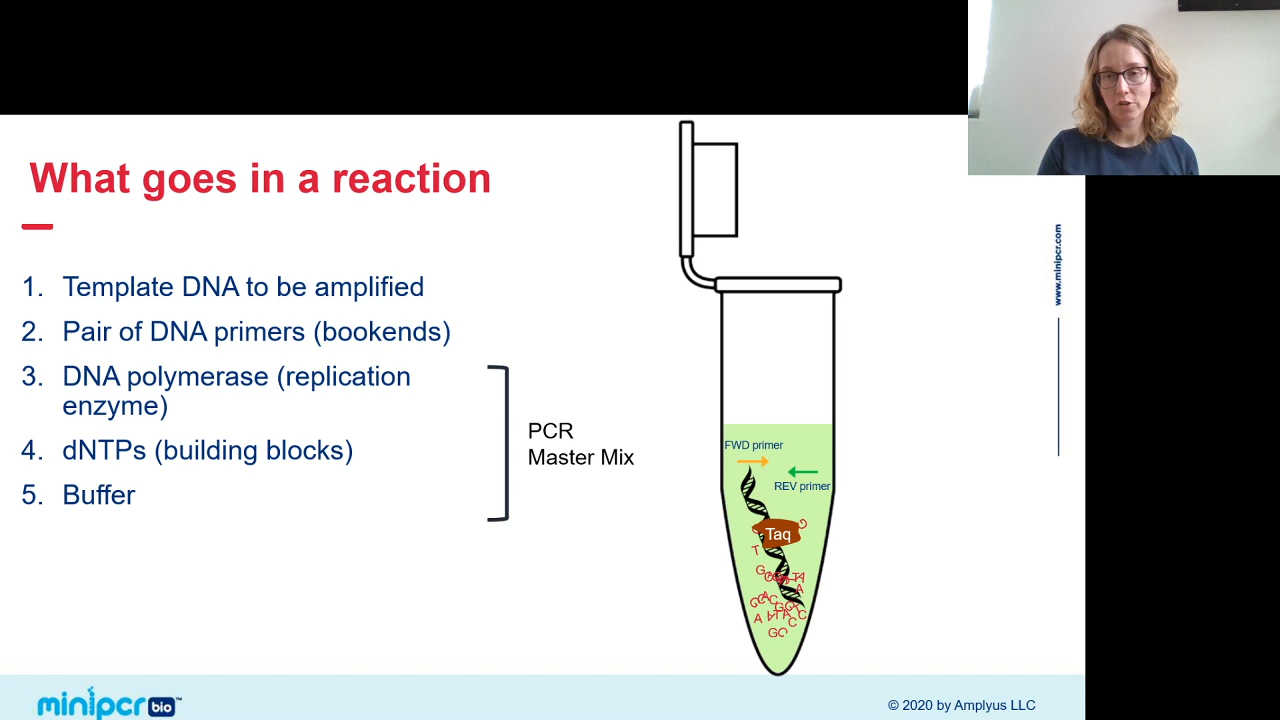 What goes in a reaction
1. Template DNA to be amplified
2. Pair of DNA primers (bookends)
3. DNA polymerase (replication
enzyme)
4. dNTPs (building blocks)
5. Buffer
PCR
Master Mix
FWD primer
REV primer
Taq
www.minipcr.com
minipcr bio™
© 2020 by Amplyus LLC